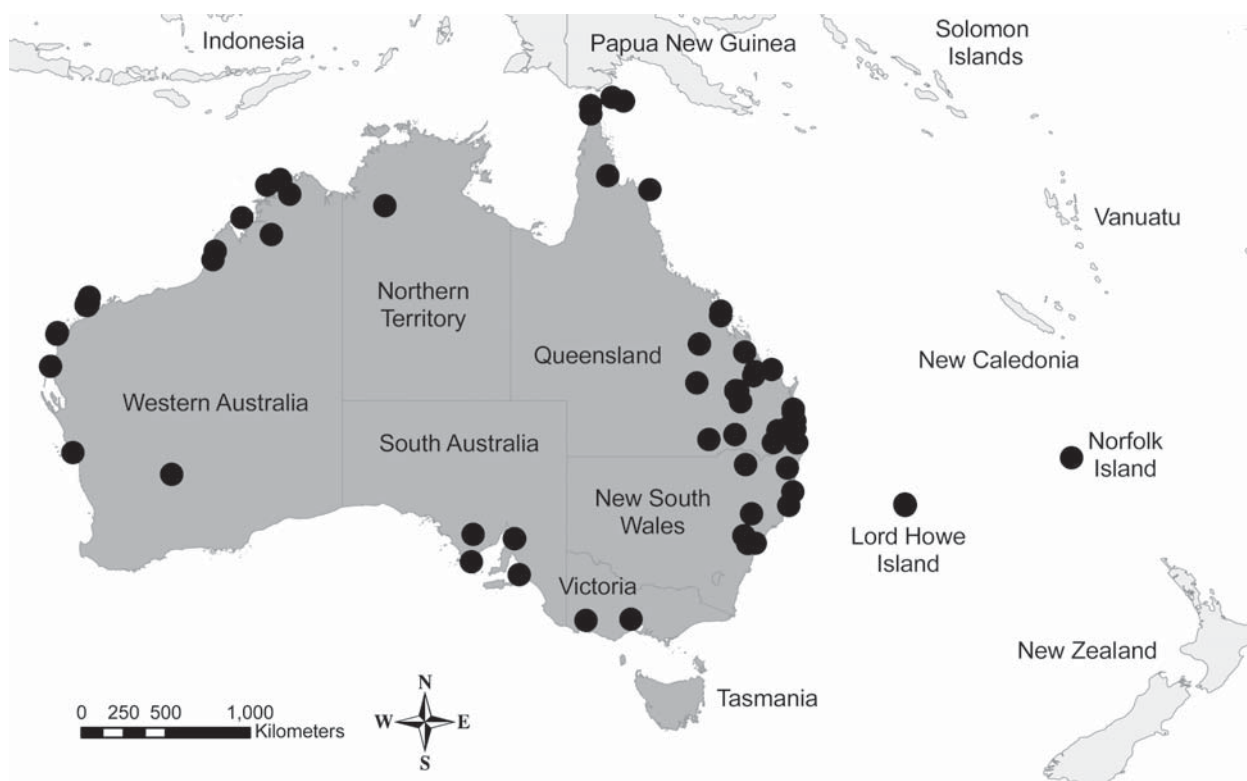 Indonesia
Papua New Guinea
Solomon
Islands
Vanuatu
Northern
Territory
Queensland
New Caledonia
Western Australia
South Australia
Norfolk
Island
New South
Wales
Lord Howe
Island
Victoria
New Zealand
Tasmania
0 250 500 1,000
Kilometers
N
W E
S